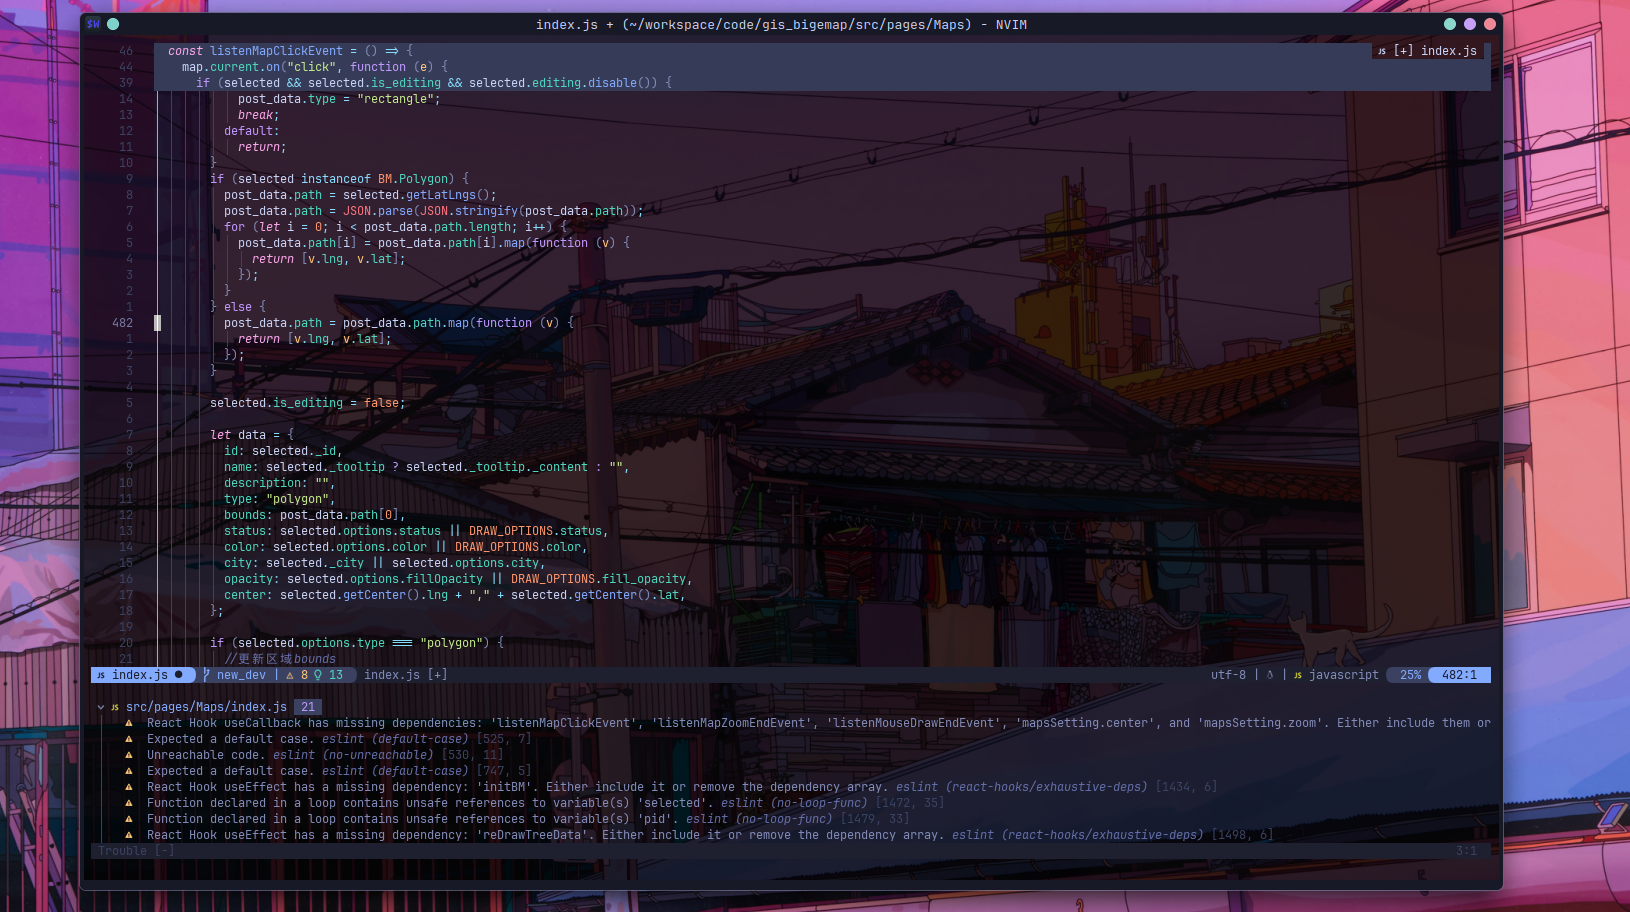 $W
index.js + (~/workspace/code/gis_bigemap/src/pages/Maps) - NVIM
46 const listenMapClickEvent = () => {
JS [+] index.js
44 map.current.on("click", function (e) {
39 if (selected && selected.is_editing && selected.editing.disable()) {
14 post_data.type = "rectangle";
13 break;
12 default:
11 return;
10 }
9 if (selected instanceof BM.Polygon) {
8 post_data.path = selected.getLatLngs();
7 post_data.path = JSON.parse(JSON.stringify(post_data.path));
6 for (let i = 0; i < post_data.path.length; i++) {
5 post_data.path[i] = post_data.path[i].map(function (v) {
4 return [v.lng, v.lat];
3 });
2 }
1 } else {
482 post_data.path = post_data.path.map(function (v) {
1 return [v.lng, v.lat];
2 });
3 }
4
5 selected.is_editing = false;
6
7 let data = {
8 id: selected._id,
9 name: selected._tooltip ? selected._tooltip._content : "",
10 description: "",
11 type: "polygon",
12 bounds: post_data.path[0],
13 status: selected.options.status || DRAW_OPTIONS.status,
14 color: selected.options.color || DRAW_OPTIONS.color,
15 city: selected._city || selected.options.city,
16 opacity: selected.options.fillOpacity || DRAW_OPTIONS.fill_opacity,
17 center: selected.getCenter().lng + "," + selected.getCenter().lat,
18 };
19
20 if (selected.options.type === "polygon") {
21 //更新区域bounds
JS index.js ● new_dev | ⚠ 8 13 index.js [+] utf-8 | | JS javascript 25% 482:1
JS src/pages/Maps/index.js 21
React Hook useCallback has missing dependencies: 'listenMapClickEvent', 'listenMapZoomEndEvent', 'listenMouseDrawEndEvent', 'mapsSetting.center', and 'mapsSetting.zoom'. Either include them or
Expected a default case. eslint (default-case) [525, 7]
Unreachable code. eslint (no-unreachable) [530, 11]
Expected a default case. eslint (default-case) [747, 5]
React Hook useEffect has a missing dependency: 'initBM'. Either include it or remove the dependency array. eslint (react-hooks/exhaustive-deps) [1434, 6]
Function declared in a loop contains unsafe references to variable(s) 'selected'. eslint (no-loop-func) [1472, 35]
Function declared in a loop contains unsafe references to variable(s) 'pid'. eslint (no-loop-func) [1479, 33]
React Hook useEffect has a missing dependency: 'reDrawTreeData'. Either include it or remove the dependency array. eslint (react-hooks/exhaustive-deps) [1498, 6]
Trouble [-] 3:1